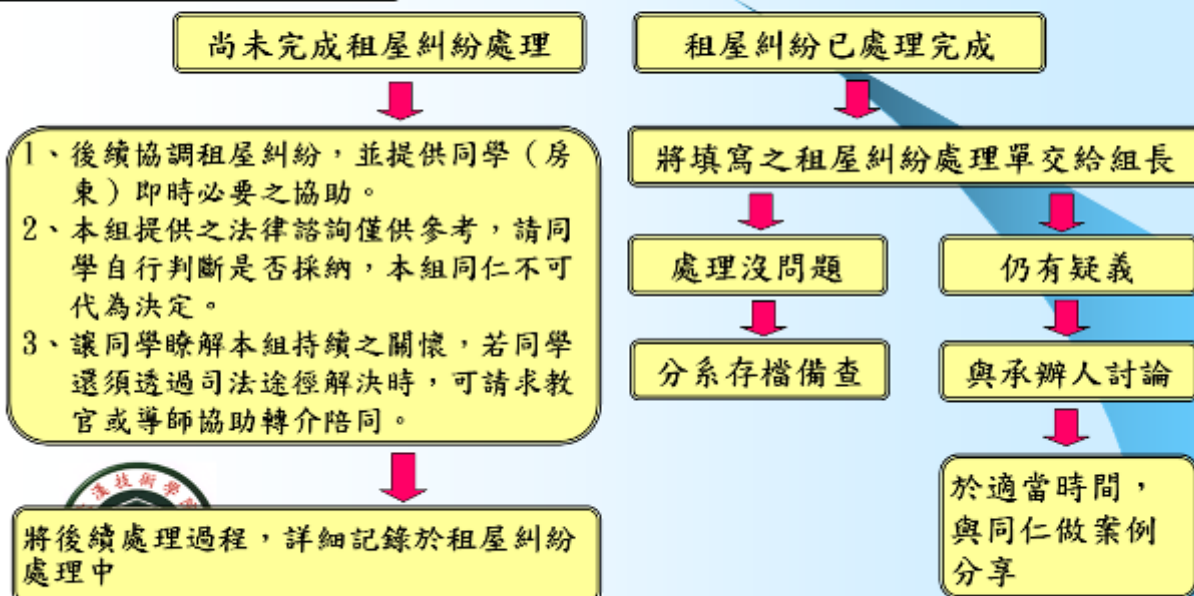 尚未完成租屋糾紛處理
租屋糾紛已處理完成
1、後續協調租屋糾紛，並提供同學（房
東）即時必要之協助。
2、本組提供之法律諮詢僅供參考，請同
學自行判斷是否採納，本組同仁不可
代為決定。
3、讓同學瞭解本組持續之關懷，若同學
還須透過司法途徑解決時，可請求教
官或導師協助轉介陪同。
將後續處理過程，詳細記錄於租屋糾紛
處理中
將填寫之租屋糾紛處理單交給組長
處理沒問題
仍有疑義
分系存檔備查
與承辦人討論
於適當時間，
與同仁做案例
分享
漢技術學